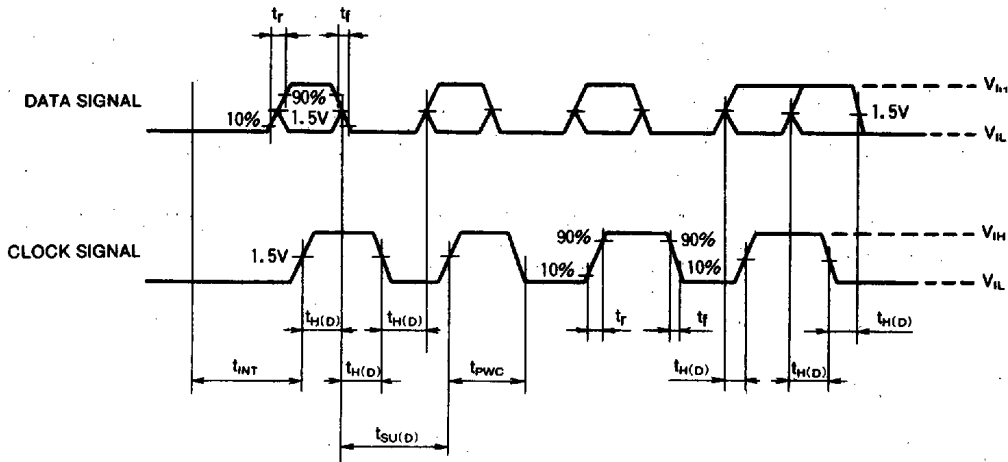 tr tf
VIH
DATA SIGNAL 90%
10% 1.5V 1.5V
VIL
CLOCK SIGNAL VIH
1.5V 90% 90%
10% 10%
VIL
tH(D) tH(D) tr tf tH(D)
tINT tH(D) tPWC tH(D) tH(D)
tSU(D)